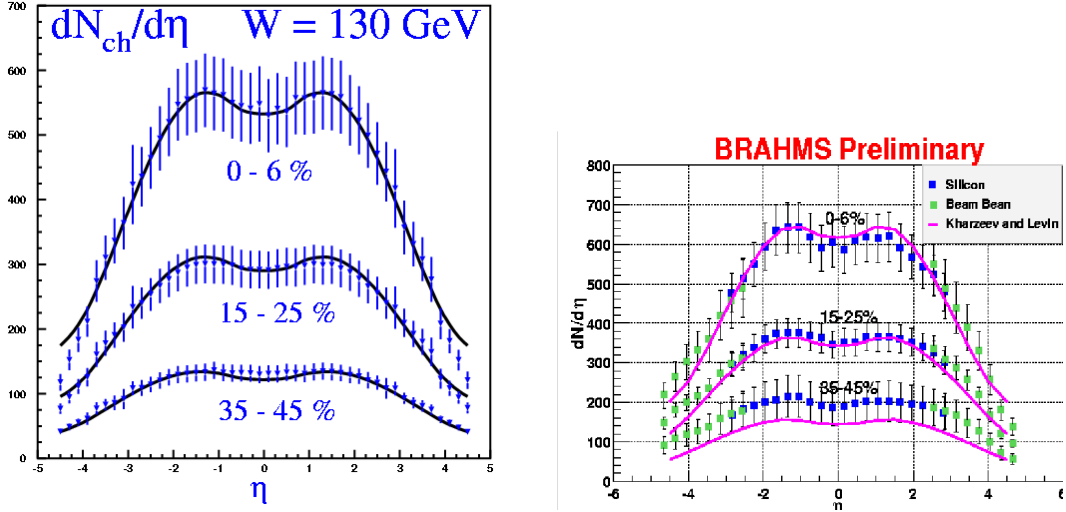 dN_ch/dη W = 130 GeV
700
600
500
400
300
200
100
0
0 - 6 %
15 - 25 %
35 - 45 %
-5 -4 -3 -2 -1 0 1 2 3 4 5
η
BRAHMS Preliminary
dN/dη
800
700
600
500
400
300
200
100
0
Silicon
Beam Bean
Kharzeev and Levin
0-6%
15-25%
35-45%
-6 -4 -2 0 2 4 6
η